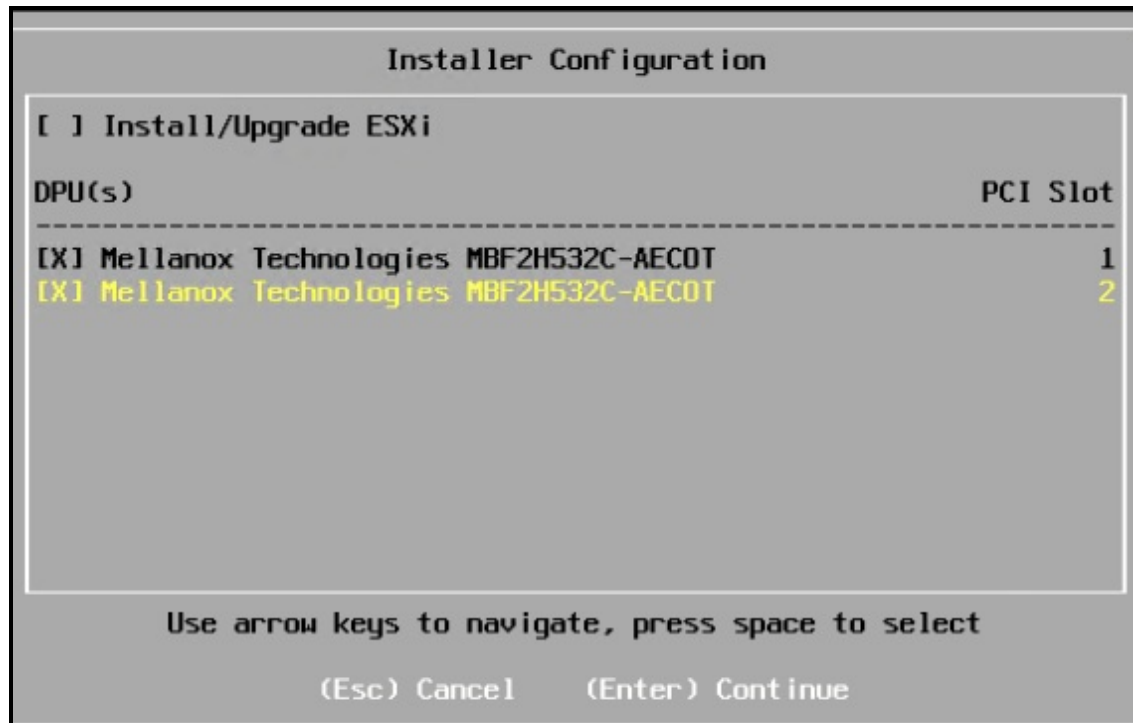 Installer Configuration
[ ] Install/Upgrade ESXi
DPU(s) PCI Slot
[X] Mellanox Technologies MBF2H532C-AECOT 1
[X] Mellanox Technologies MBF2H532C-AECOT 2
Use arrow keys to navigate, press space to select
(Esc) Cancel (Enter) Continue